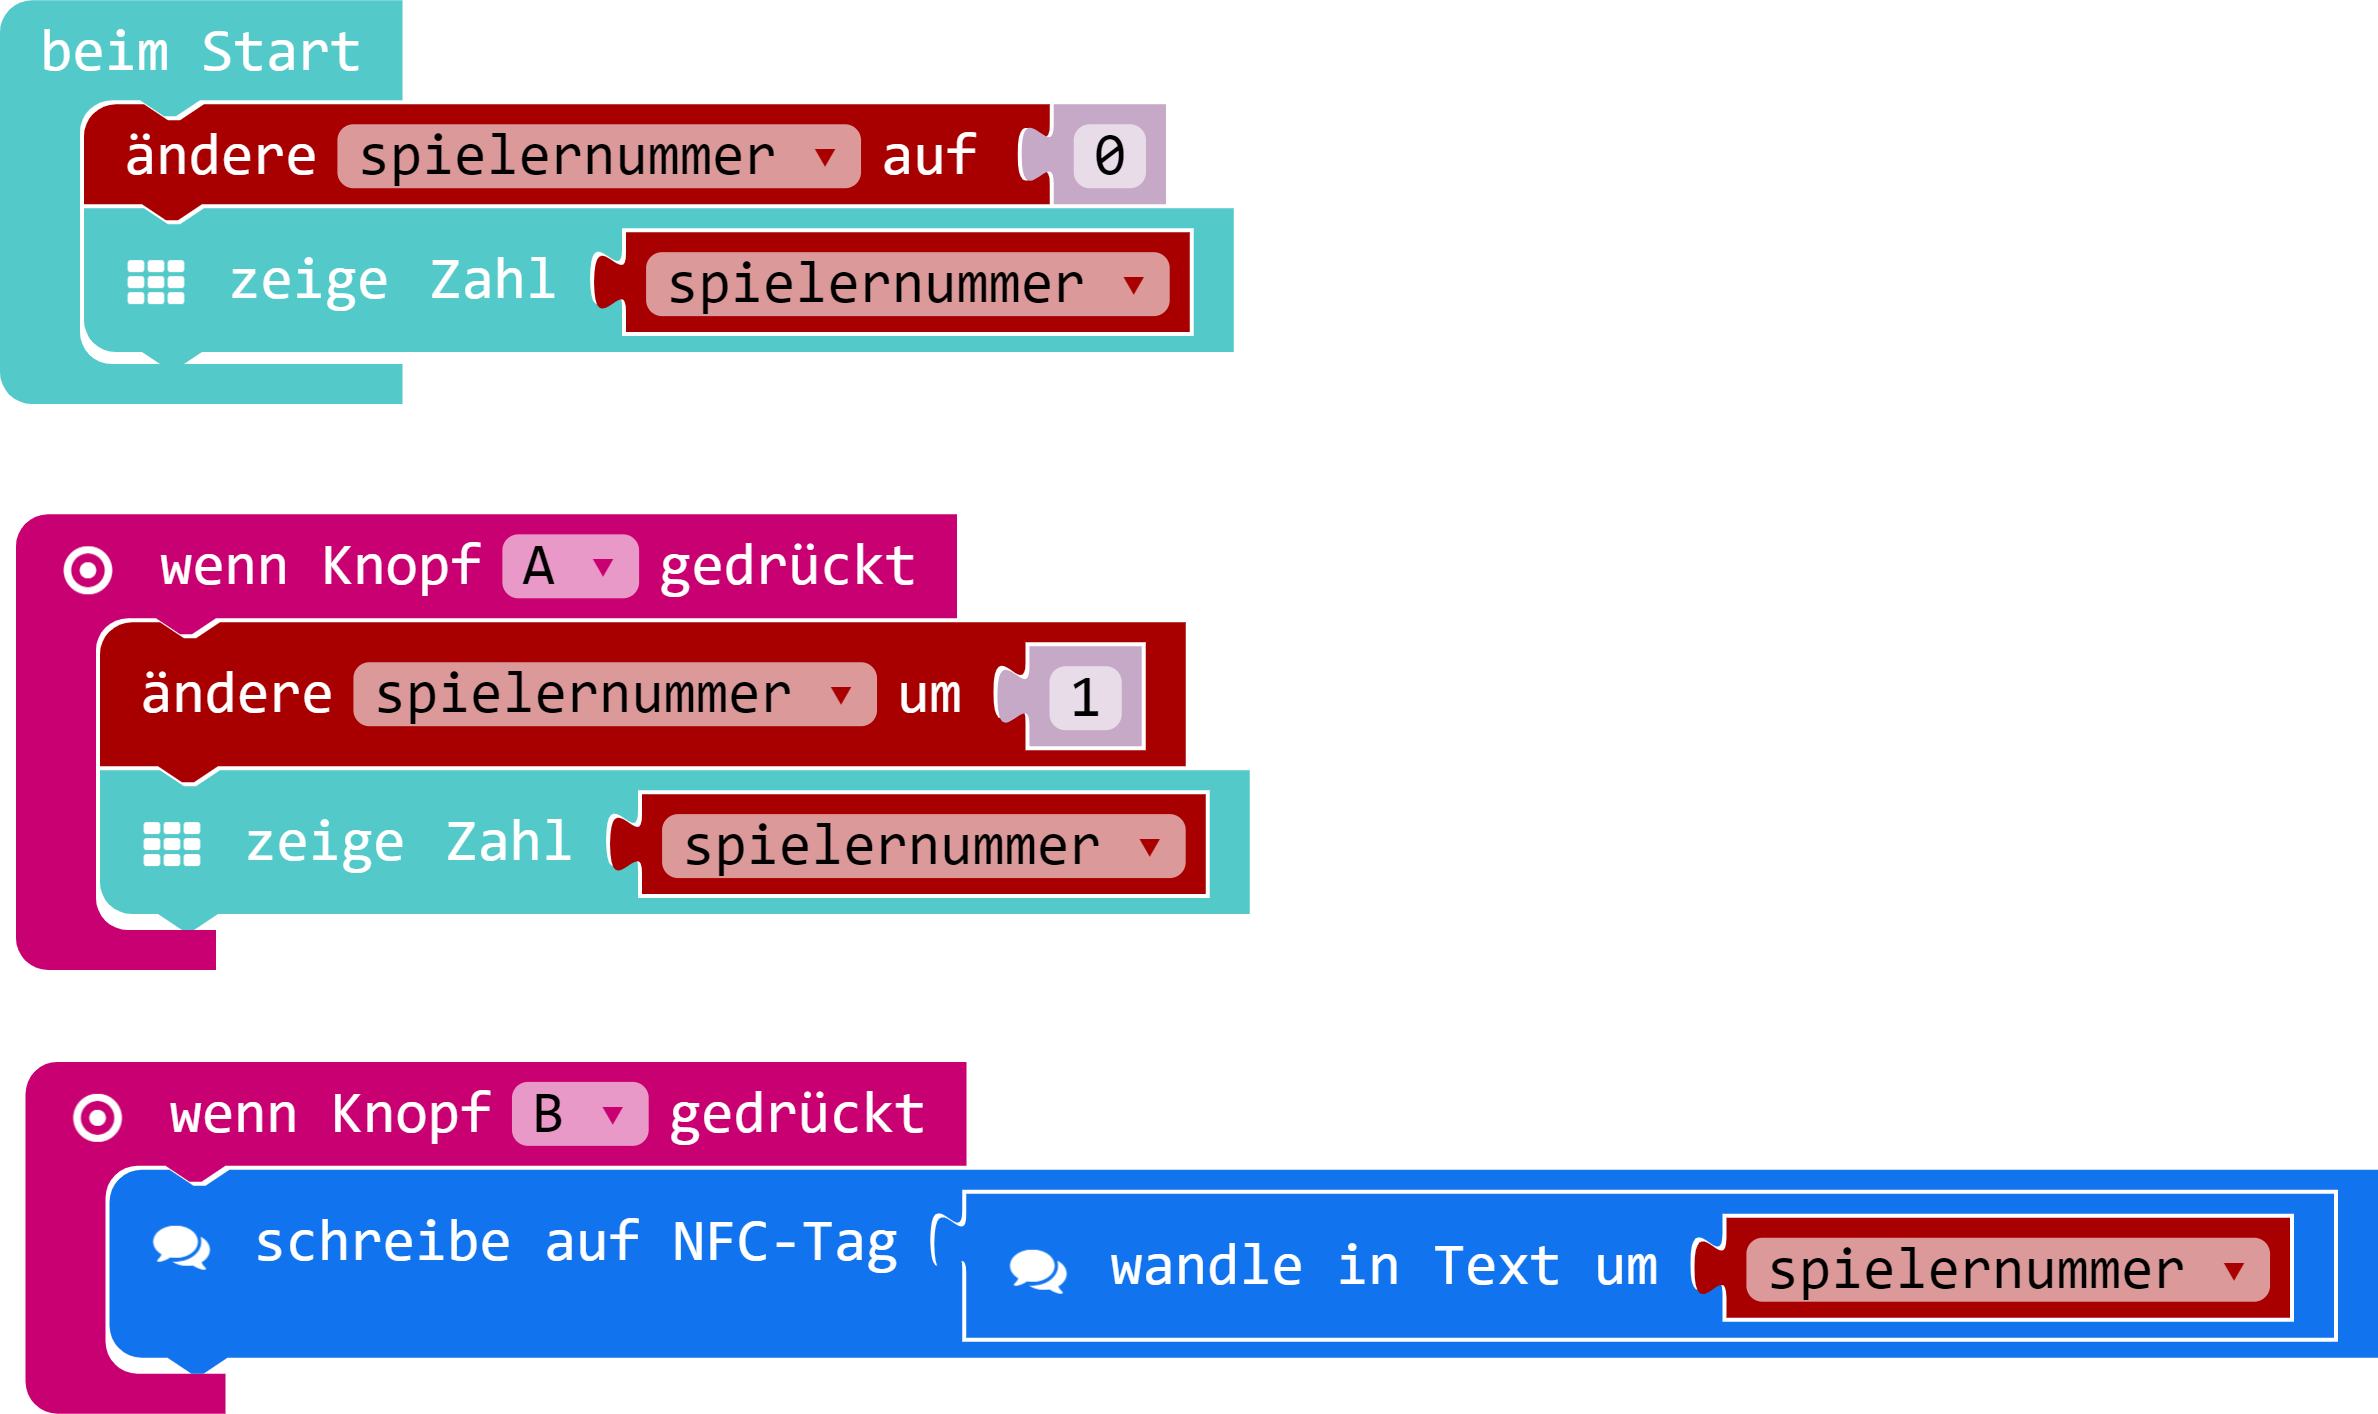 beim Start
ändere spielernummer auf 0
zeige Zahl spielernummer
wenn Knopf A gedrückt
ändere spielernummer um 1
zeige Zahl spielernummer
wenn Knopf B gedrückt
schreibe auf NFC-Tag wandle in Text um spielernummer